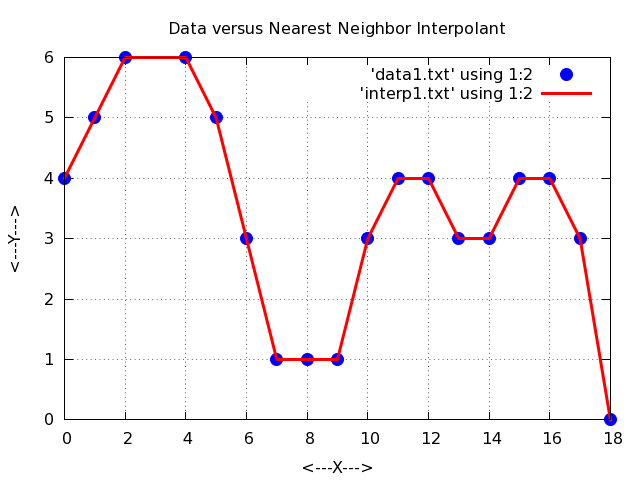 Data versus Nearest Neighbor Interpolant
'data1.txt' using 1:2
'interp1.txt' using 1:2
6
5
4
3
2
1
0
0 2 4 6 8 10 12 14 16 18
<---Y--->
<---X--->